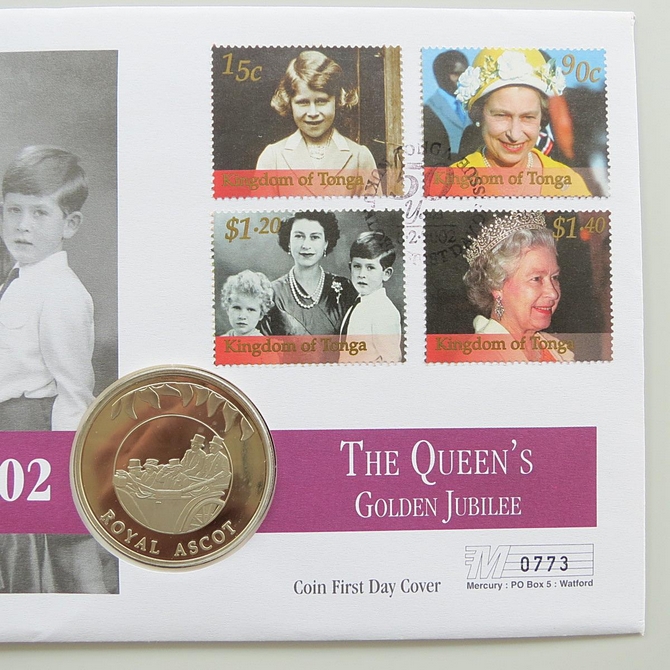 15c
Kingdom of Tonga
90c
Kingdom of Tonga
$1.20
Kingdom of Tonga
$1.40
Kingdom of Tonga
02
ROYAL ASCOT
THE QUEEN'S
GOLDEN JUBILEE
Coin First Day Cover
M 0773
Mercury : PO Box 5 : Watford